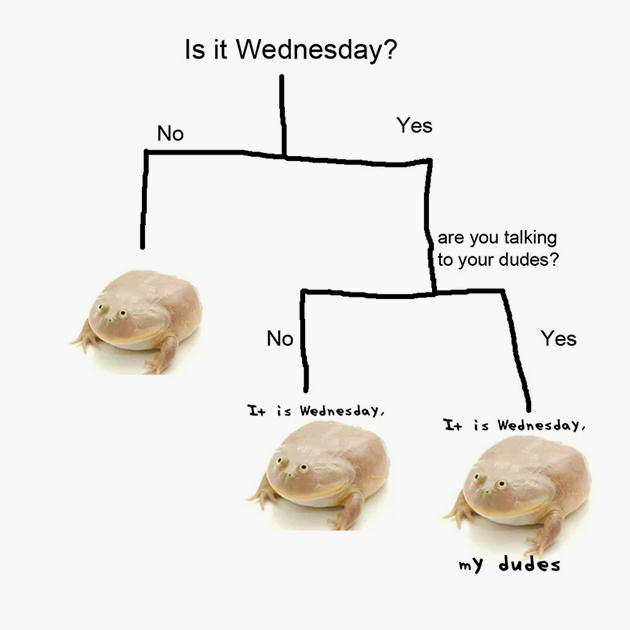 Is it Wednesday?
No
Yes
are you talking
to your dudes?
No
Yes
It is Wednesday,
It is Wednesday,
my dudes